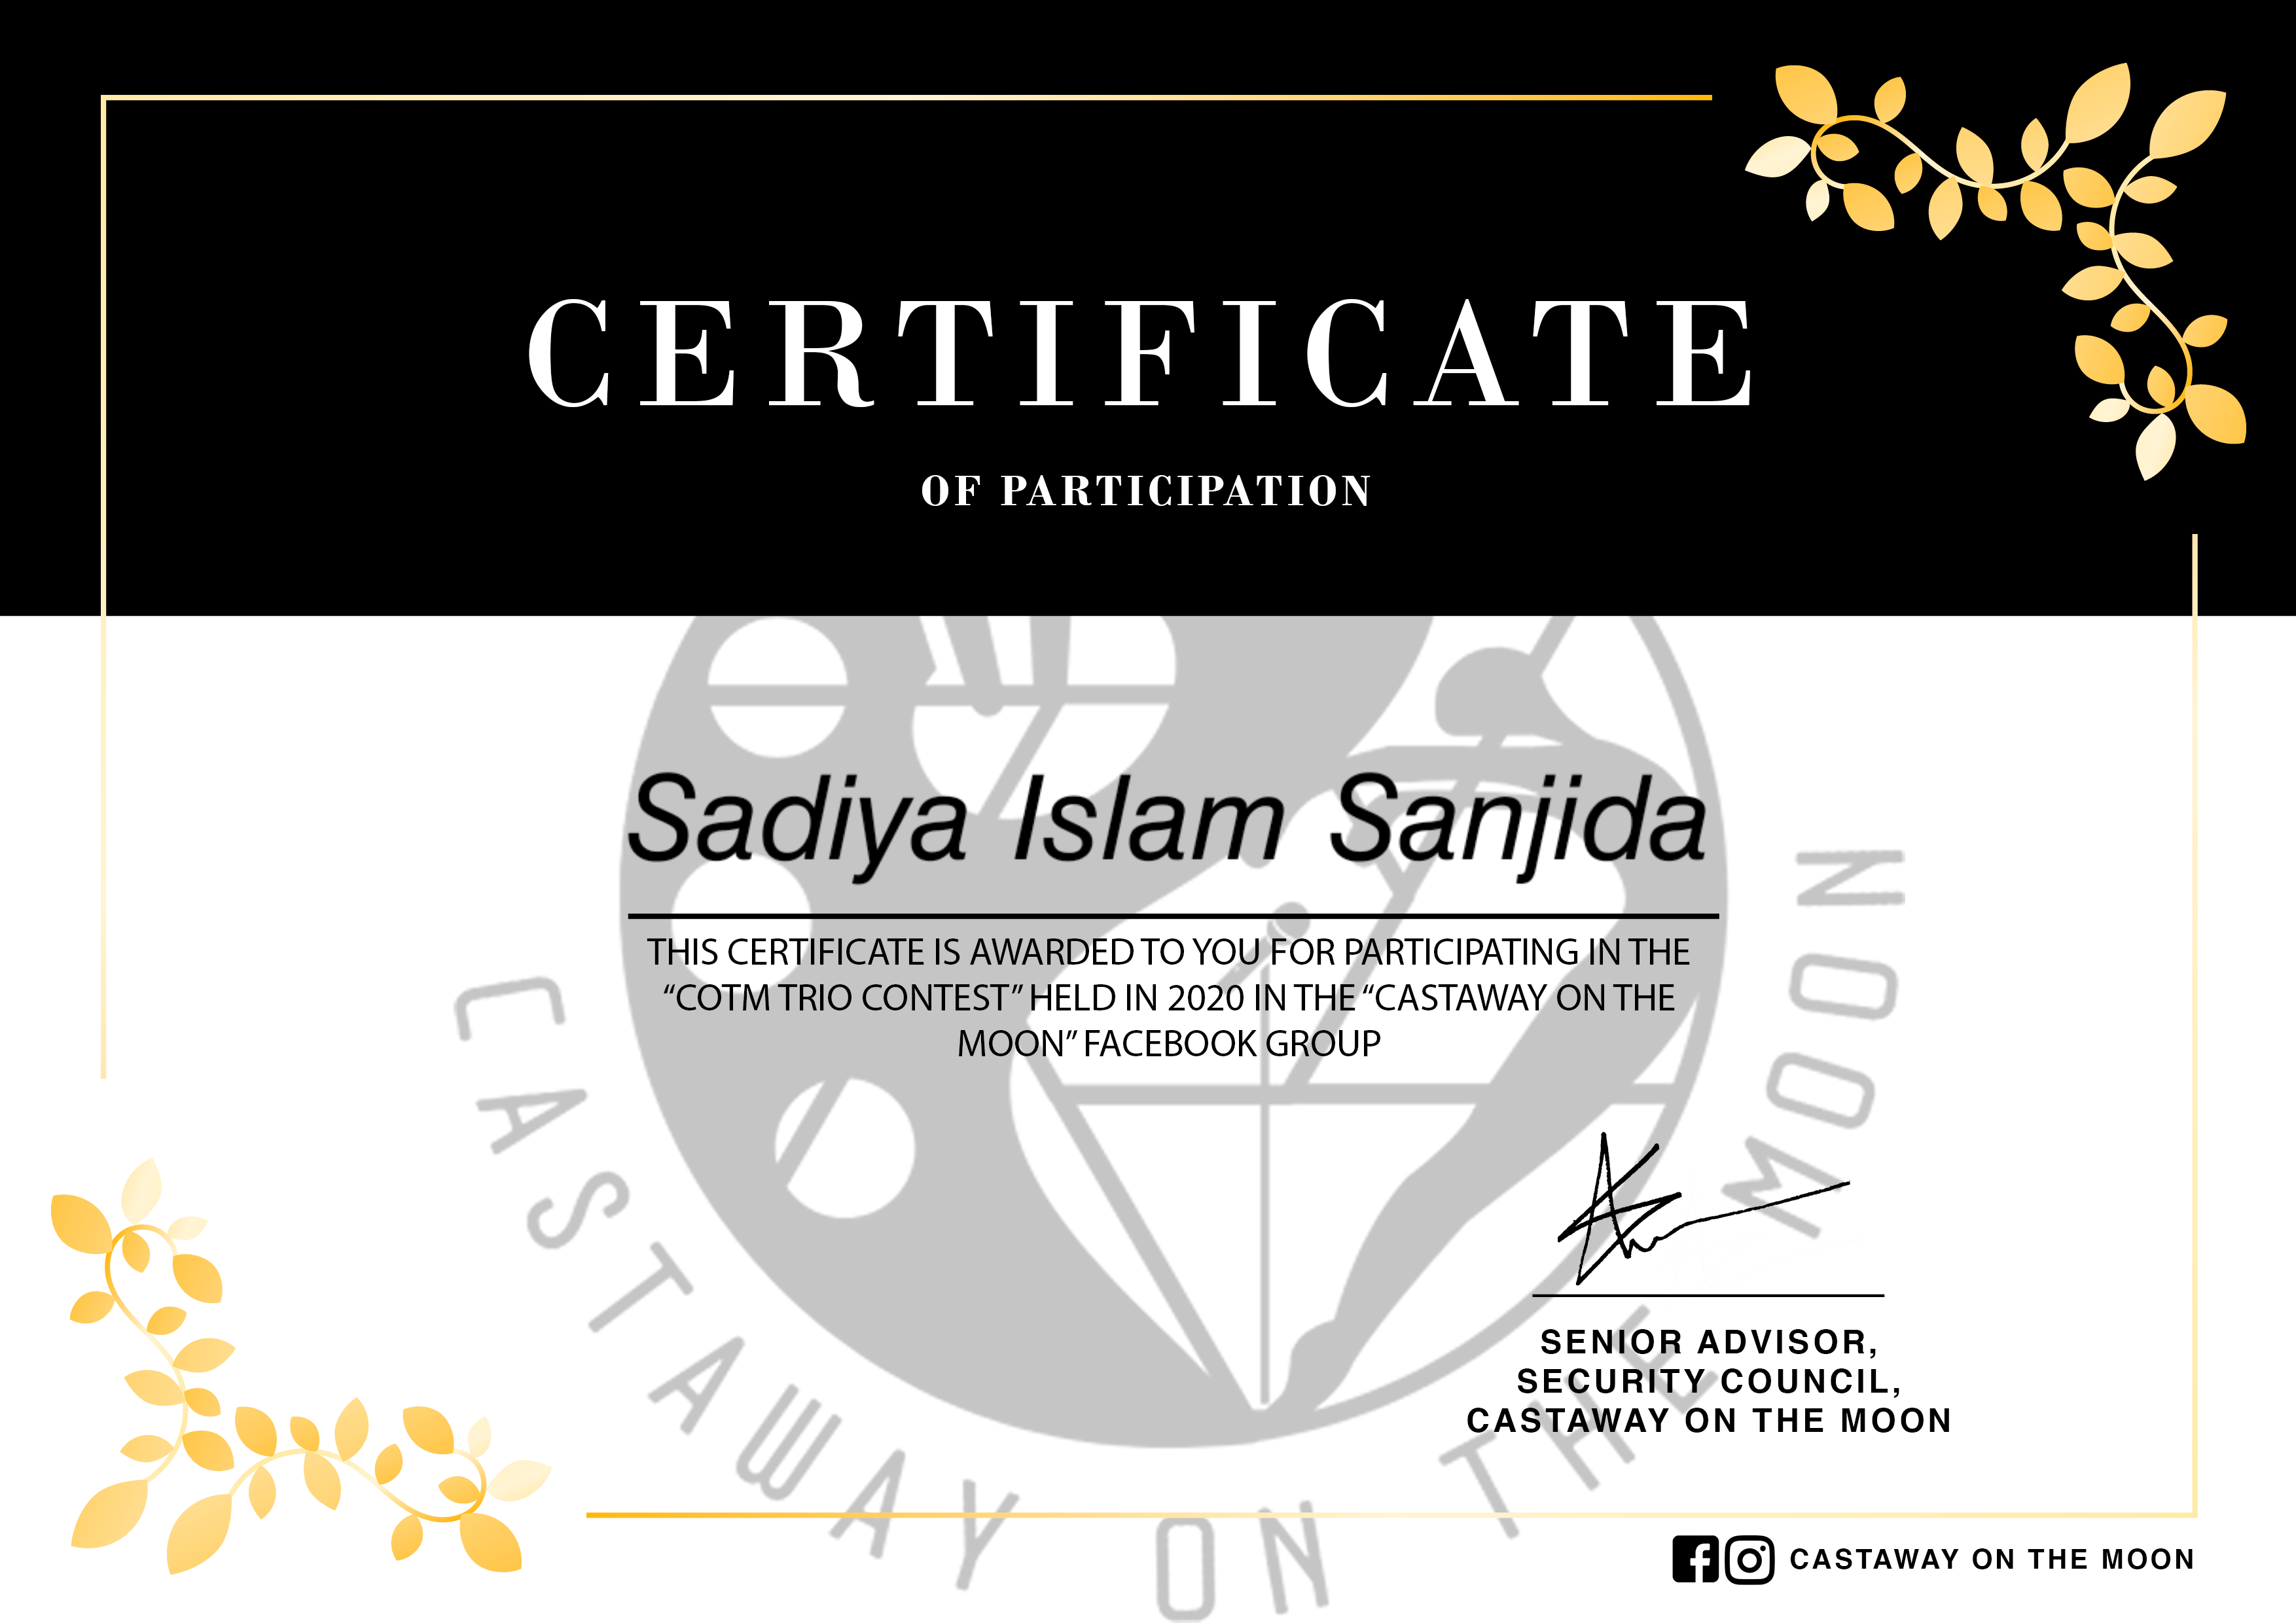 CERTIFICATE
OF PARTICIPATION
Sadiya Islam Sanjida
THIS CERTIFICATE IS AWARDED TO YOU FOR PARTICIPATING IN THE
“COTM TRIO CONTEST” HELD IN 2020 IN THE “CASTAWAY ON THE
MOON” FACEBOOK GROUP
CASTAWAY ON THE MOON
SENIOR ADVISOR,
SECURITY COUNCIL,
CASTAWAY ON THE MOON
CASTAWAY ON THE MOON